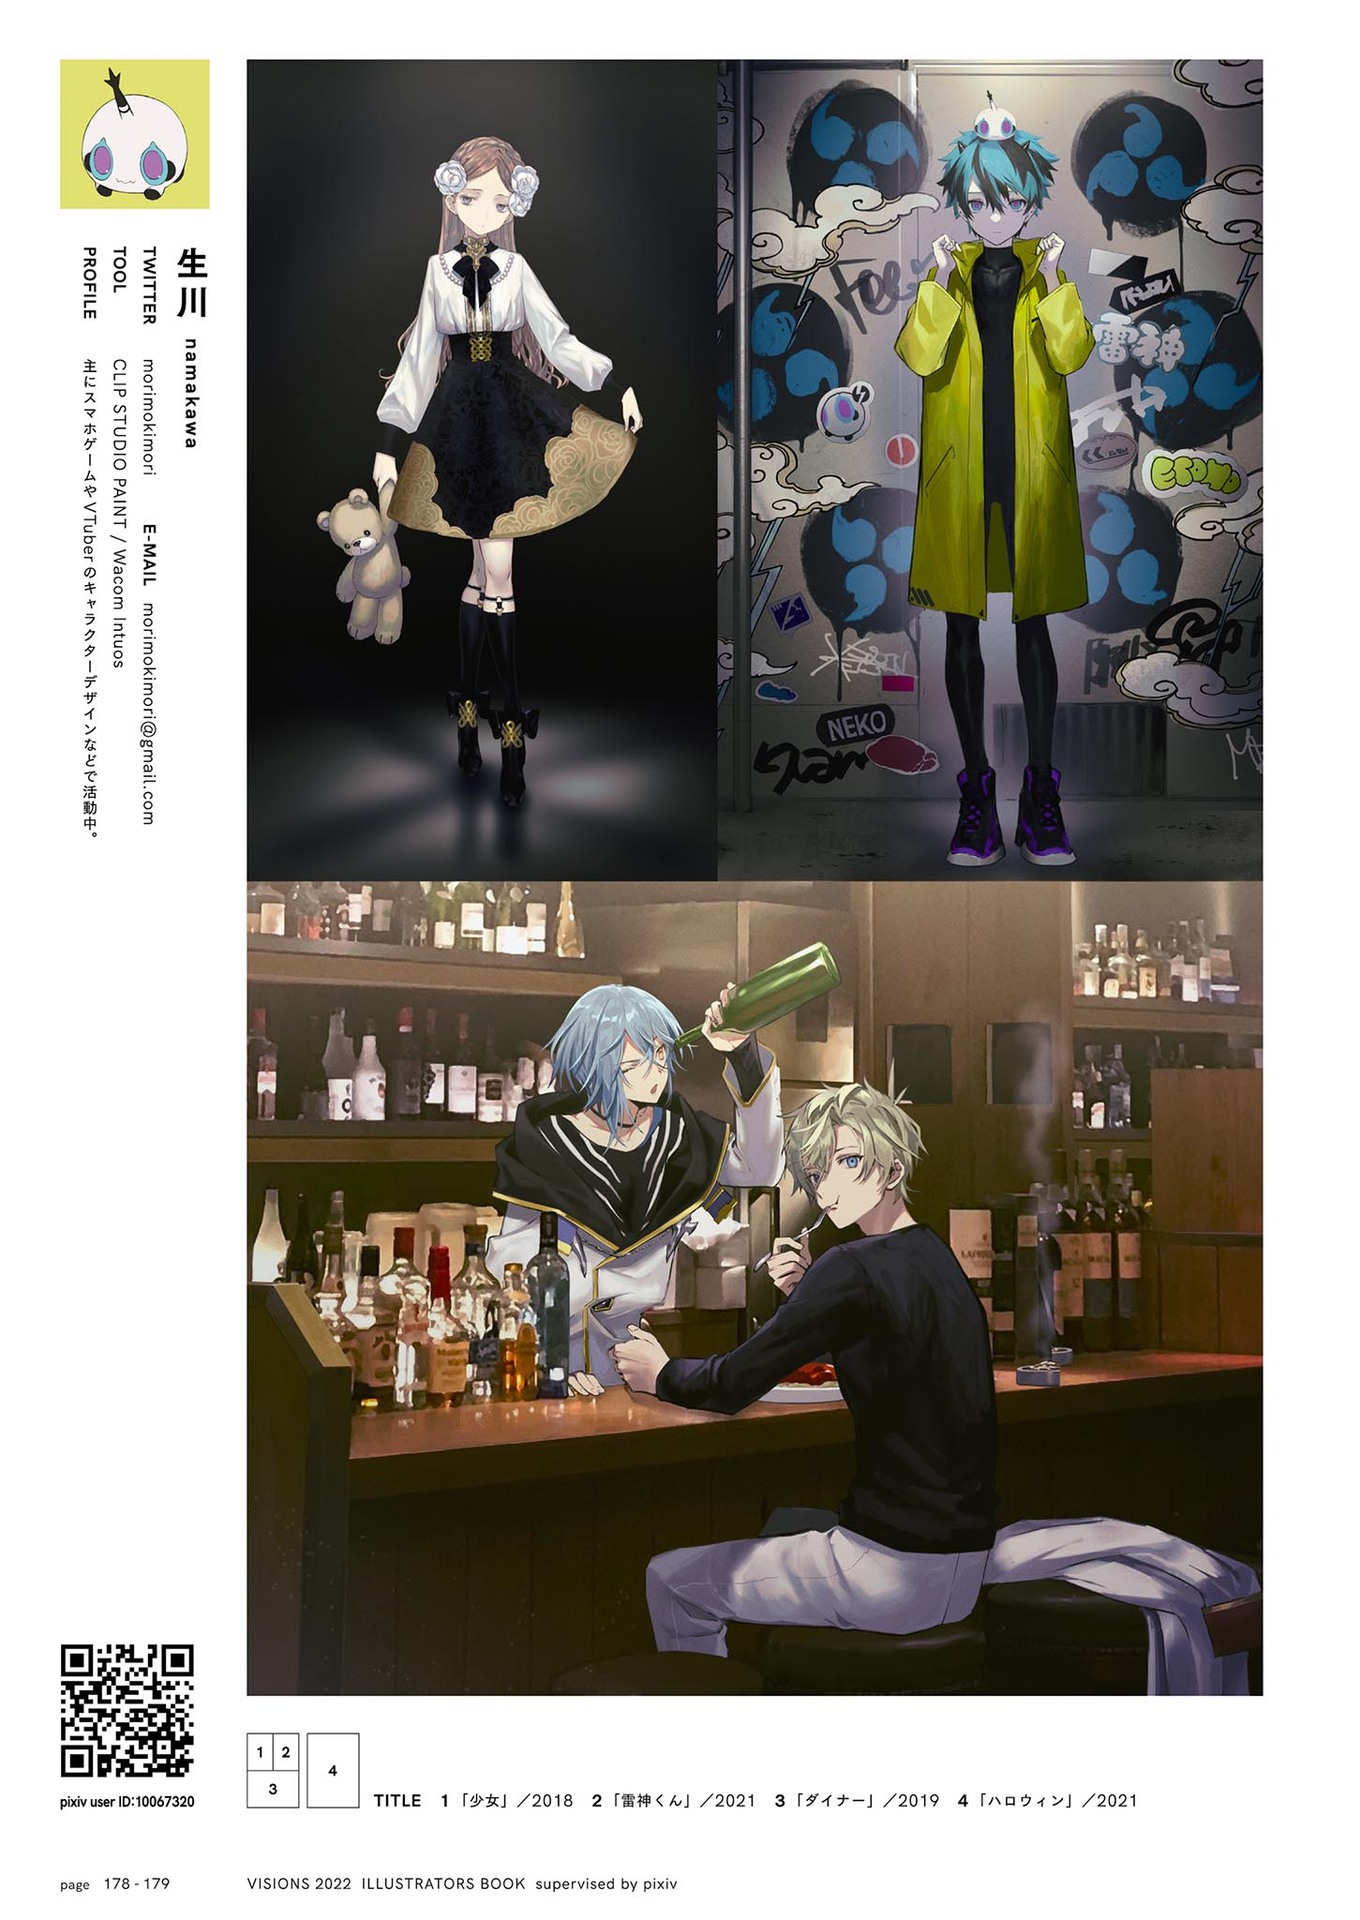 生川 namakawa
TWITTER morimokimori E-MAIL morimokimori@gmail.com
TOOL CLIP STUDIO PAINT / Wacom Intuos
PROFILE 主にスマホゲームやVTuberのキャラクターデザインなどで活動中。
雷神
NEKO
1 2
3
4
TITLE 1「少女」／2018 2「雷神くん」／2021 3「ダイナー」／2019 4「ハロウィン」／2021
pixiv user ID:10067320
page 178 - 179
VISIONS 2022 ILLUSTRATORS BOOK supervised by pixiv